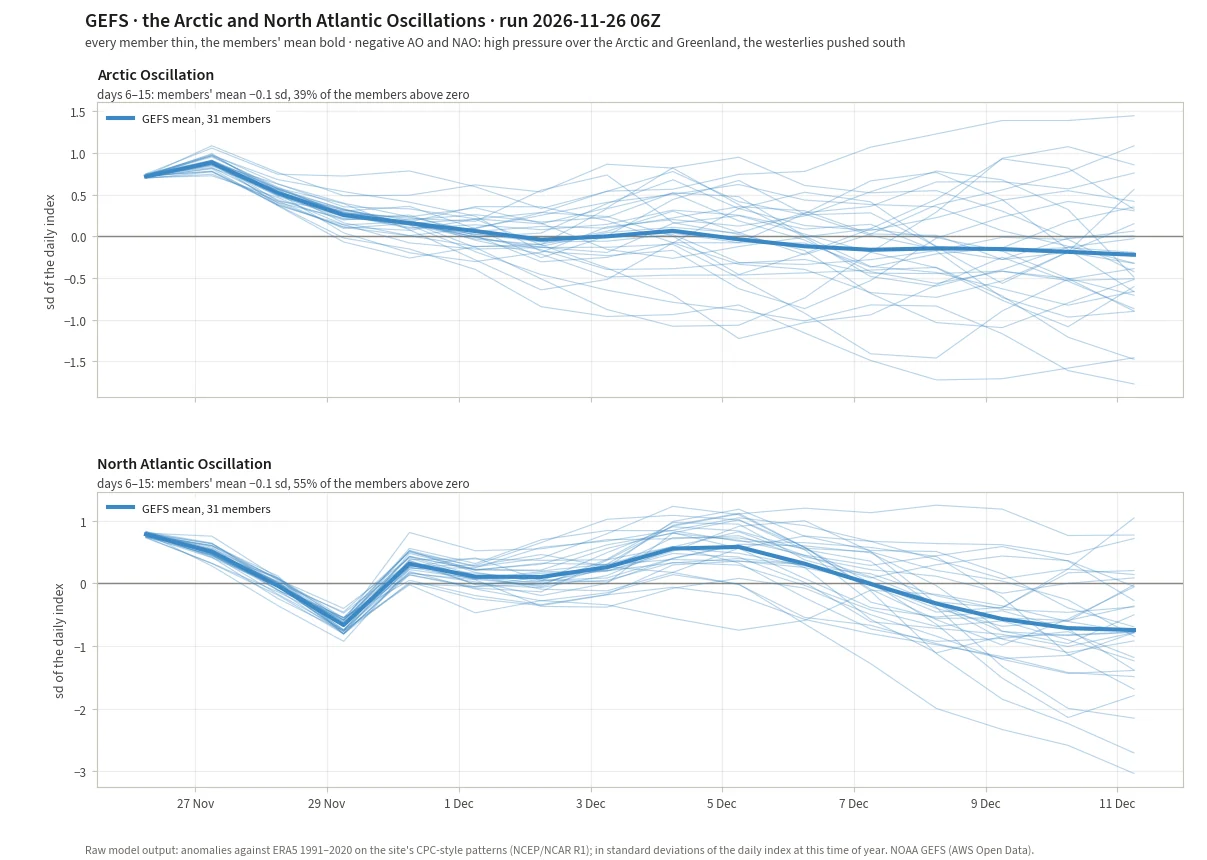 GEFS · the Arctic and North Atlantic Oscillations · run 2026-11-26 06Z
every member thin, the members' mean bold · negative AO and NAO: high pressure over the Arctic and Greenland, the westerlies pushed south
Arctic Oscillation
days 6–15: members' mean −0.1 sd, 39% of the members above zero
GEFS mean, 31 members
1.5
1.0
0.5
0.0
−0.5
−1.0
−1.5
sd of the daily index
North Atlantic Oscillation
days 6–15: members' mean −0.1 sd, 55% of the members above zero
GEFS mean, 31 members
1
0
−1
−2
−3
sd of the daily index
27 Nov 29 Nov 1 Dec 3 Dec 5 Dec 7 Dec 9 Dec 11 Dec
Raw model output: anomalies against ERA5 1991–2020 on the site's CPC-style patterns (NCEP/NCAR R1); in standard deviations of the daily index at this time of year. NOAA GEFS (AWS Open Data).